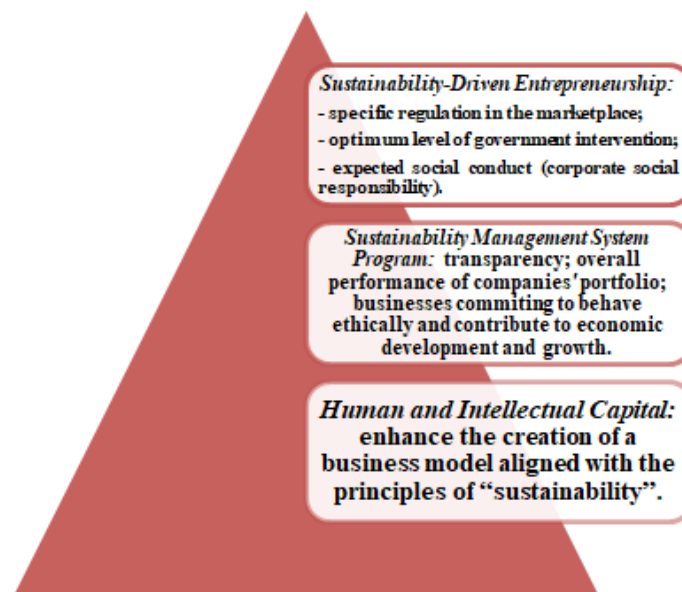 Sustainability-Driven Entrepreneurship:
- specific regulation in the marketplace;
- optimum level of government intervention;
- expected social conduct (corporate social
responsibility).
Sustainability Management System
Program: transparency; overall
performance of companies' portfolio;
businesses commiting to behave
ethically and contribute to economic
development and growth.
Human and Intellectual Capital:
enhance the creation of a
business model aligned with the
principles of “sustainability”.